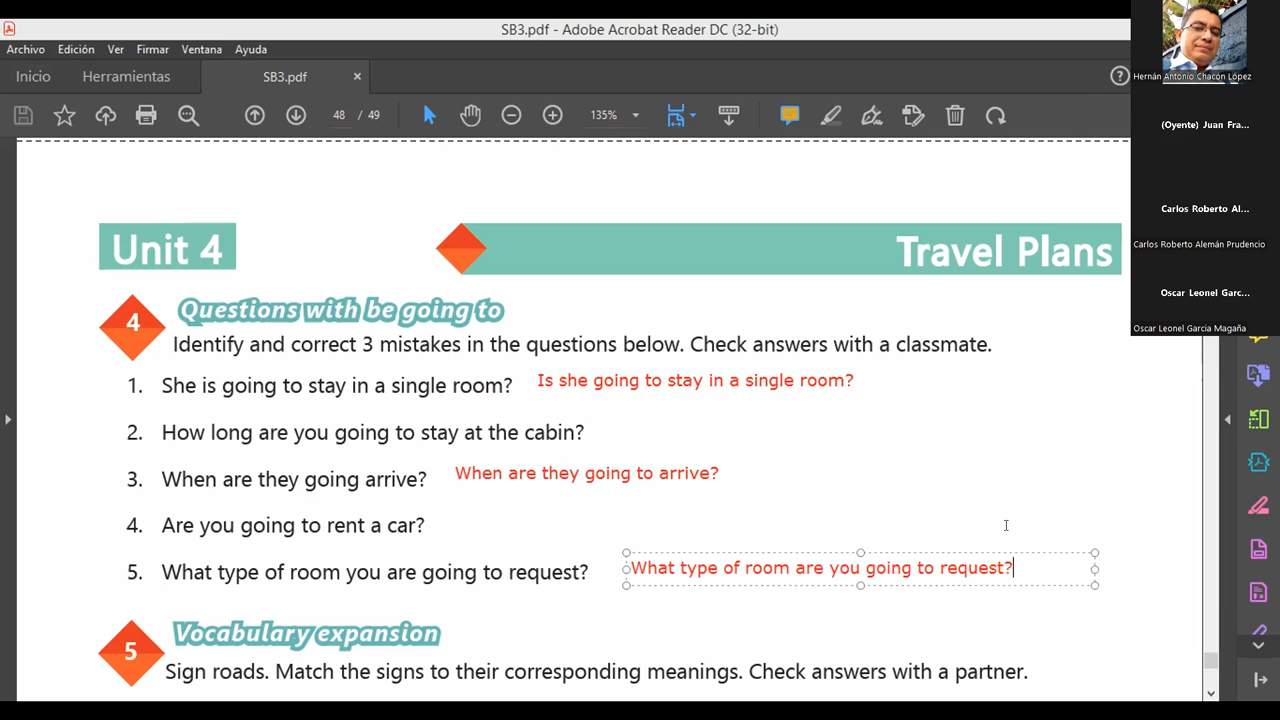 SB3.pdf - Adobe Acrobat Reader DC (32-bit)
Archivo Edición Ver Firmar Ventana Ayuda
Inicio Herramientas SB3.pdf ×
48 / 49 135%
Hernán Antonio Chacón López
(Oyente) Juan Fra...
Carlos Roberto Al...
Carlos Roberto Alemán Prudencio
Oscar Leonel Garc...
Oscar Leonel Garcia Magaña
Unit 4
Travel Plans
4 Questions with be going to
Identify and correct 3 mistakes in the questions below. Check answers with a classmate.
1. She is going to stay in a single room? Is she going to stay in a single room?
2. How long are you going to stay at the cabin?
3. When are they going arrive? When are they going to arrive?
4. Are you going to rent a car?
5. What type of room you are going to request? What type of room are you going to request?
5 Vocabulary expansion
Sign roads. Match the signs to their corresponding meanings. Check answers with a partner.